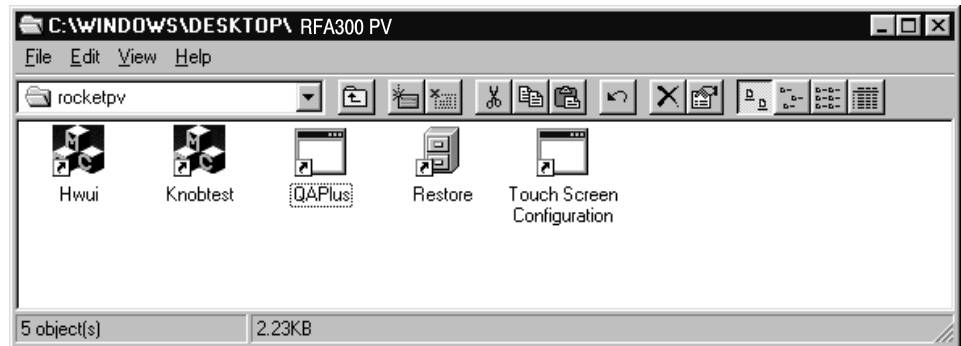 C:\WINDOWS\DESKTOP\ RFA300 PV
File Edit View Help
rocketpv
Hwui Knobtest QAPlus Restore Touch Screen
Configuration
5 object(s) 2.23KB